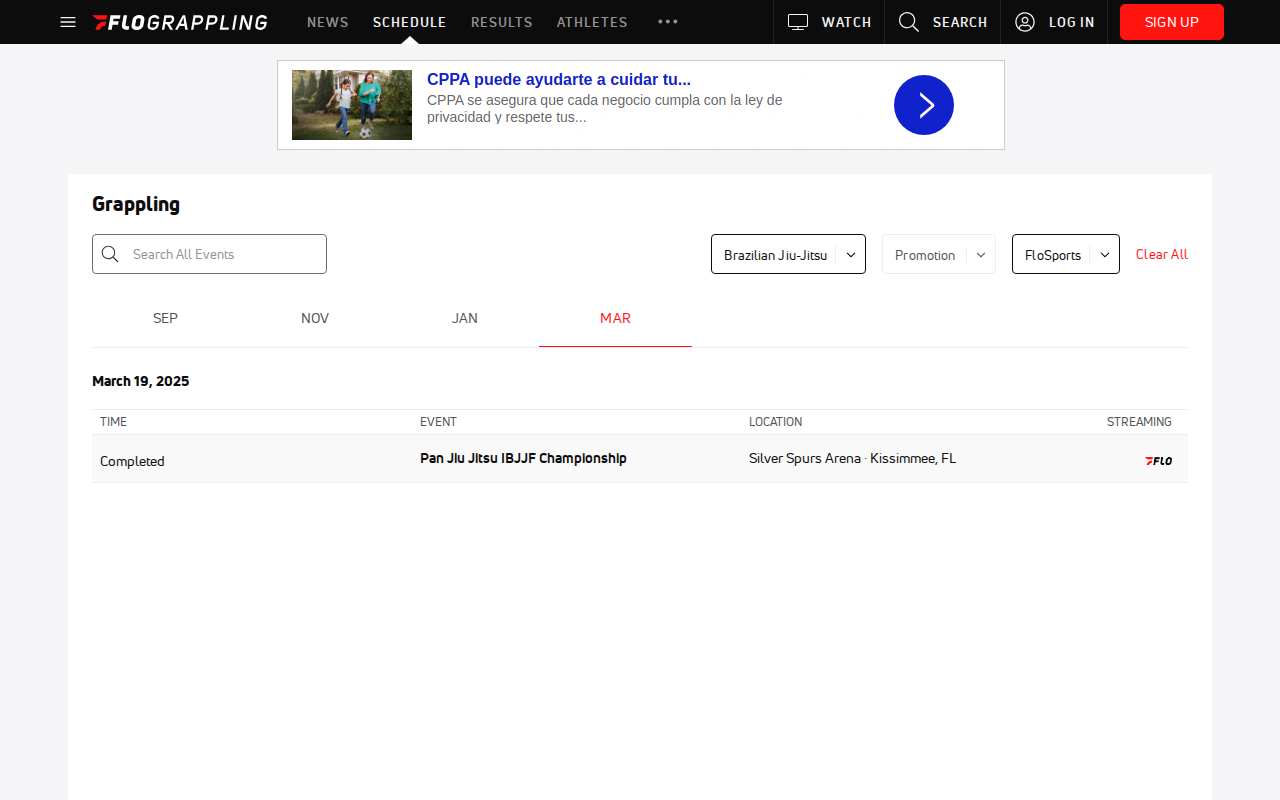 FLOGRAPPLING
NEWS
SCHEDULE
RESULTS
ATHLETES
WATCH
SEARCH
LOG IN
SIGN UP
CPPA puede ayudarte a cuidar tu...
CPPA se asegura que cada negocio cumpla con la ley de
privacidad y respete tus...
Grappling
Search All Events
Brazilian Jiu-Jitsu
Promotion
FloSports
Clear All
SEP
NOV
JAN
MAR
March 19, 2025
TIME
EVENT
LOCATION
STREAMING
Completed
Pan Jiu Jitsu IBJJF Championship
Silver Spurs Arena · Kissimmee, FL
FLO